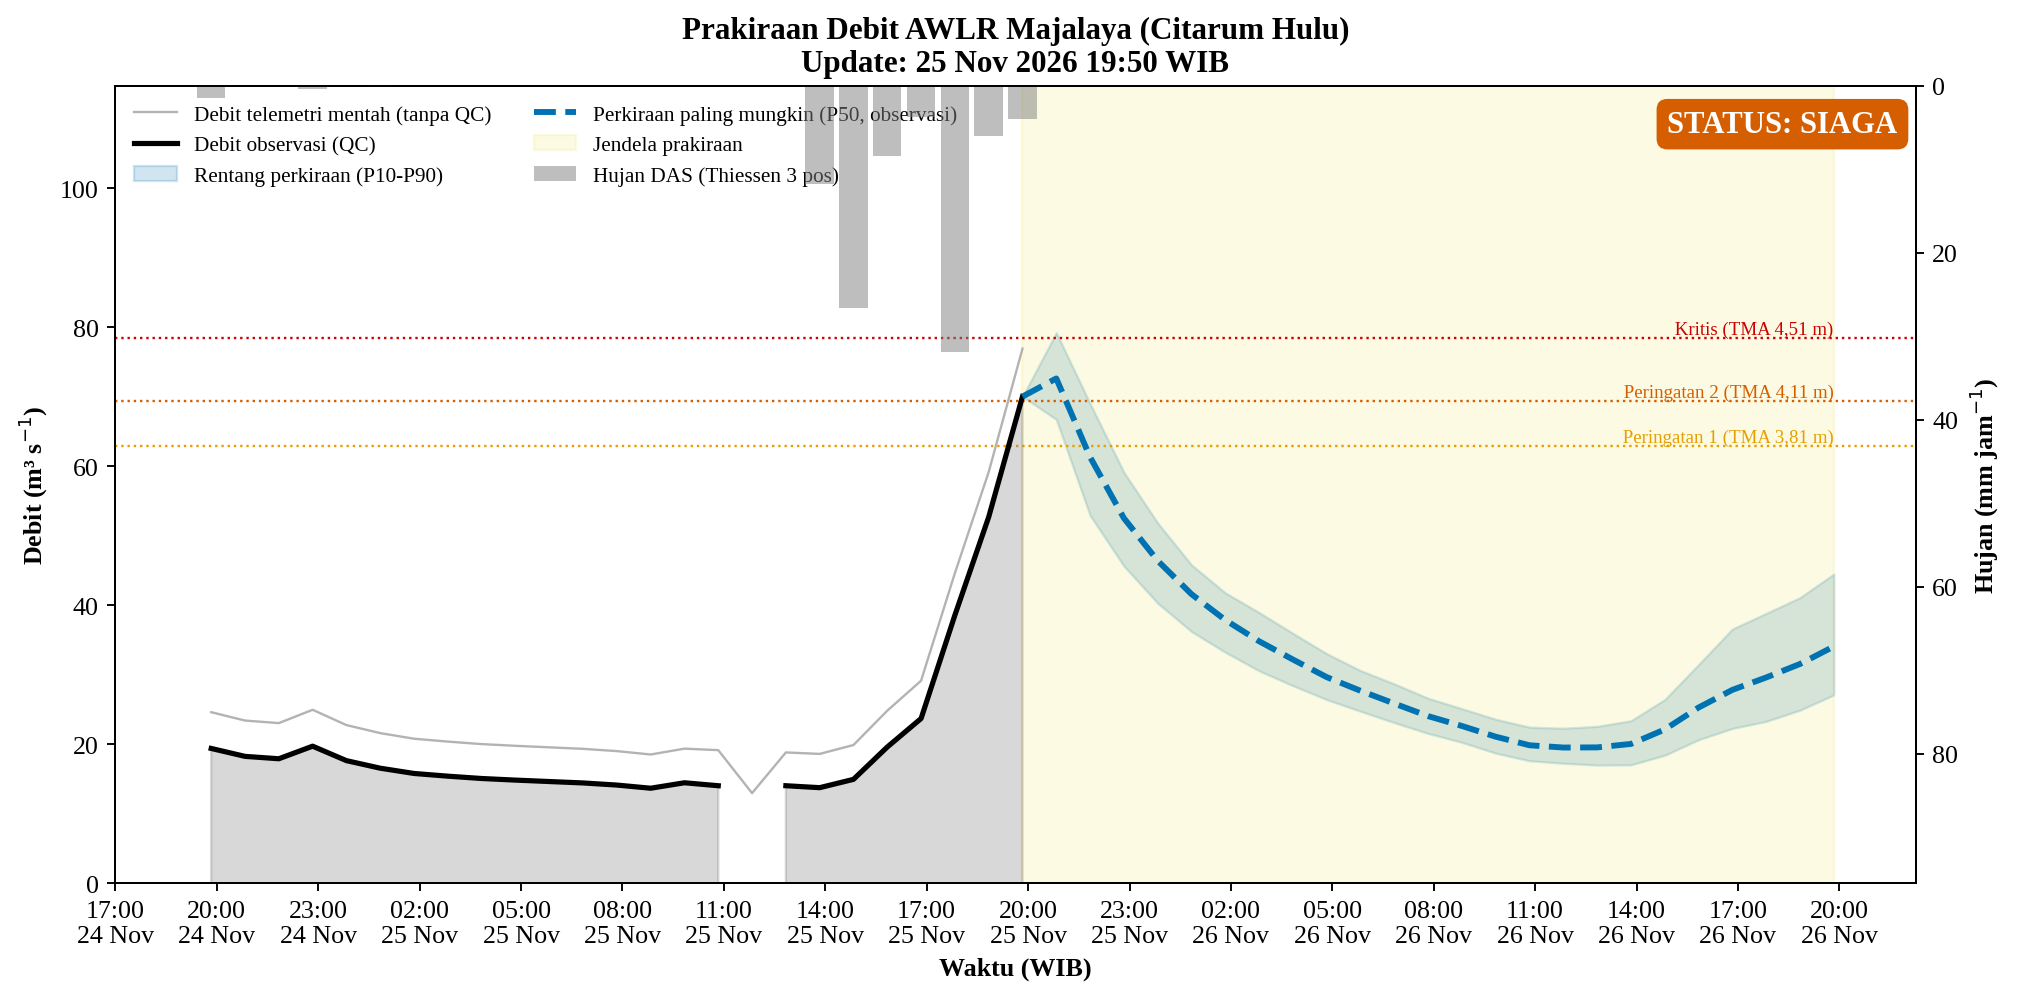 Prakiraan Debit AWLR Majalaya (Citarum Hulu)
Update: 25 Nov 2026 19:50 WIB
Debit telemetri mentah (tanpa QC)
Debit observasi (QC)
Rentang perkiraan (P10-P90)
Perkiraan paling mungkin (P50, observasi)
Jendela prakiraan
Hujan DAS (Thiessen 3 pos)
STATUS: SIAGA
Kritis (TMA 4,51 m)
Peringatan 2 (TMA 4,11 m)
Peringatan 1 (TMA 3,81 m)
Debit (m³ s⁻¹)
100
80
60
40
20
0
Hujan (mm jam⁻¹)
0
20
40
60
80
17:00 20:00 23:00 02:00 05:00 08:00 11:00 14:00 17:00 20:00 23:00 02:00 05:00 08:00 11:00 14:00 17:00 20:00
24 Nov 24 Nov 24 Nov 25 Nov 25 Nov 25 Nov 25 Nov 25 Nov 25 Nov 25 Nov 25 Nov 26 Nov 26 Nov 26 Nov 26 Nov 26 Nov 26 Nov 26 Nov
Waktu (WIB)